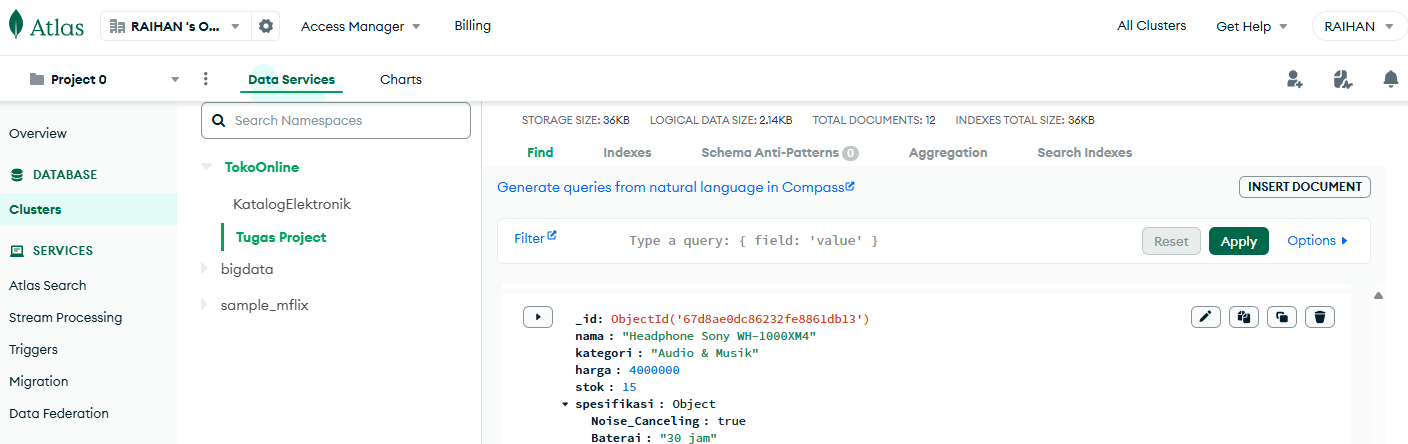 Atlas
RAIHAN 's O...
Access Manager
Billing
All Clusters
Get Help
RAIHAN
Project 0
Data Services
Charts
Overview
DATABASE
Clusters
SERVICES
Atlas Search
Stream Processing
Triggers
Migration
Data Federation
Search Namespaces
TokoOnline
KatalogElektronik
Tugas Project
bigdata
sample_mflix
STORAGE SIZE: 36KB LOGICAL DATA SIZE: 2.14KB TOTAL DOCUMENTS: 12 INDEXES TOTAL SIZE: 36KB
Find Indexes Schema Anti-Patterns 0 Aggregation Search Indexes
Generate queries from natural language in Compass
INSERT DOCUMENT
Filter
Type a query: { field: 'value' }
Reset
Apply
Options
_id: ObjectId('67d8ae0dc86232fe8861db13')
nama : "Headphone Sony WH-1000XM4"
kategori : "Audio & Musik"
harga : 4000000
stok : 15
spesifikasi : Object
Noise_Canceling : true
Baterai : "30 jam"